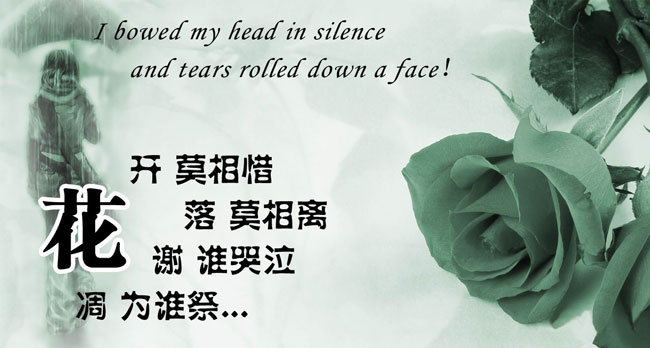 I bowed my head in silence
and tears rolled down a face!
花
开 莫相惜
落 莫相离
谢 谁哭泣
凋 为谁祭...